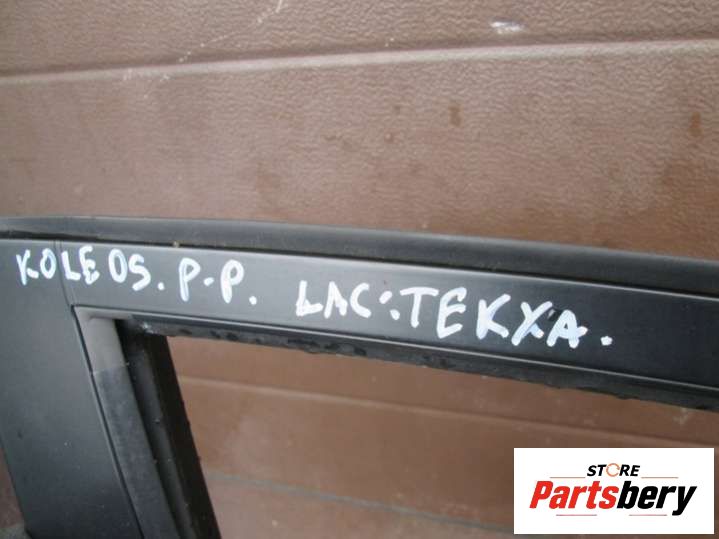 KOLEOS. P-P. LAC:TEKXA.
STORE
Partsbery